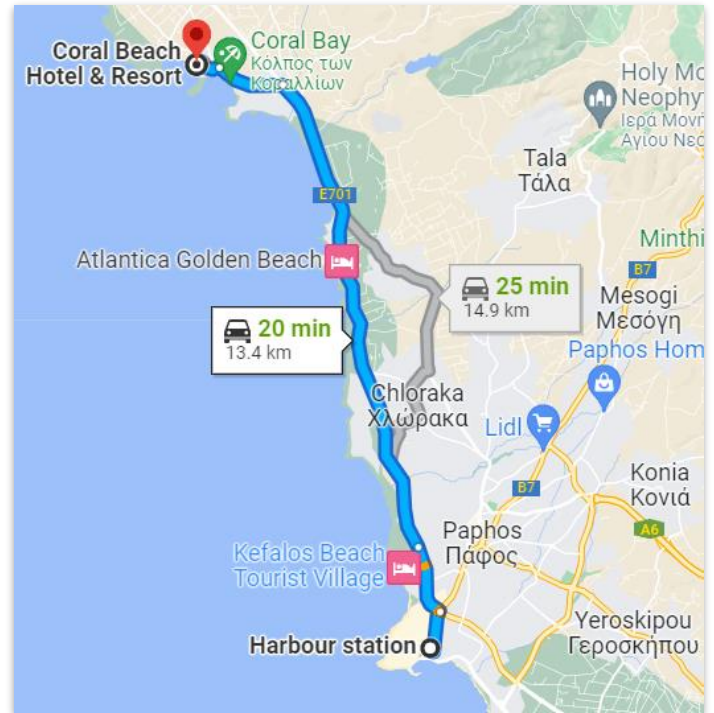 Coral Beach
Hotel & Resort
Coral Bay
Κόλπος των
Κοραλλίων
Holy Mo
Neophy
Ιερά Μονή
Αγίου Νεο
Tala
Τάλα
E701
Minthi
Atlantica Golden Beach
B7
25 min
14.9 km
Mesogi
Μεσόγη
20 min
13.4 km
Paphos Hom
Chloraka
Χλώρακα
Lidl
Konia
Κονιά
B7
A6
Paphos
Πάφος
Kefalos Beach
Tourist Village
Yeroskipou
Γεροσκήπου
Harbour station